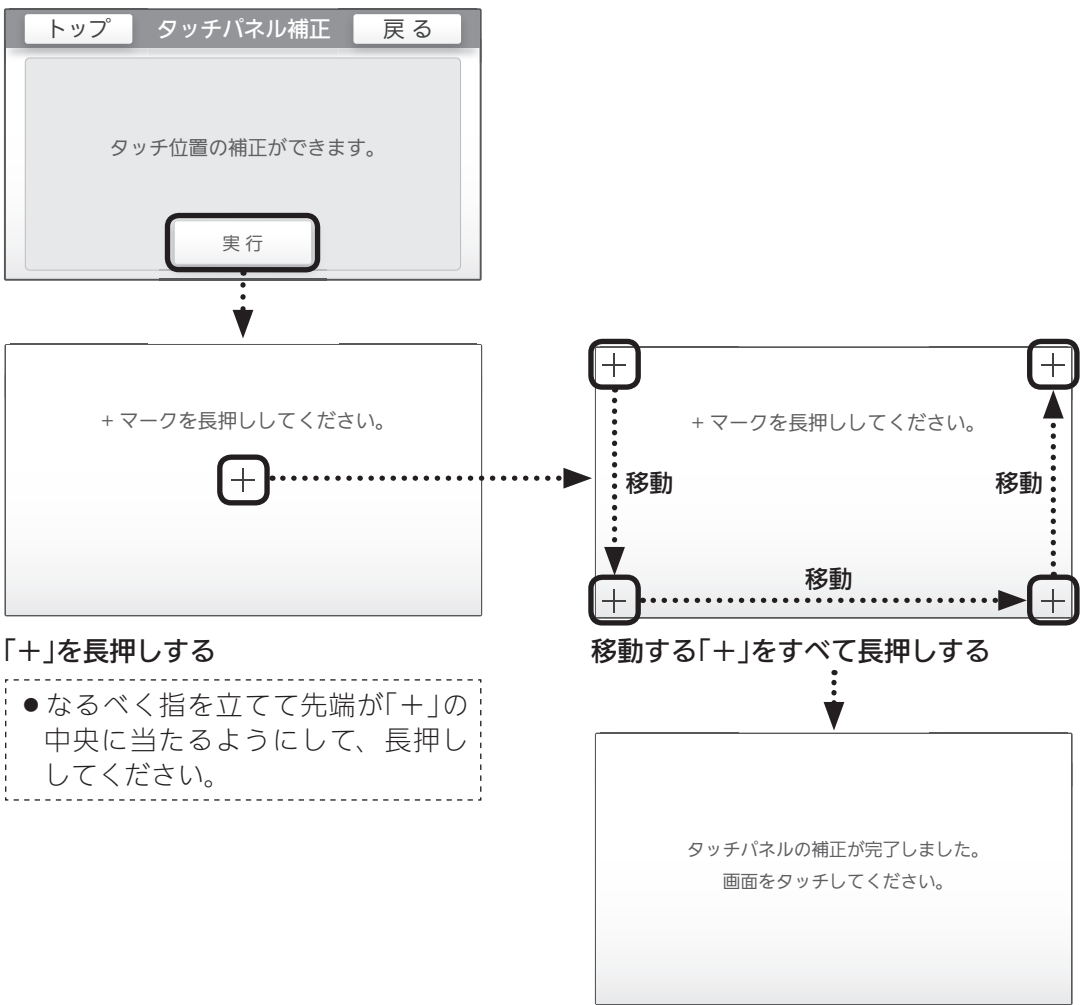 トップ タッチパネル補正 戻る
タッチ位置の補正ができます。
実行
+マークを長押ししてください。
「+」を長押しする
●なるべく指を立てて先端が「+」の
中央に当たるようにして、長押し
してください。
+マークを長押ししてください。
移動
移動
移動
移動する「+」をすべて長押しする
タッチパネルの補正が完了しました。
画面をタッチしてください。